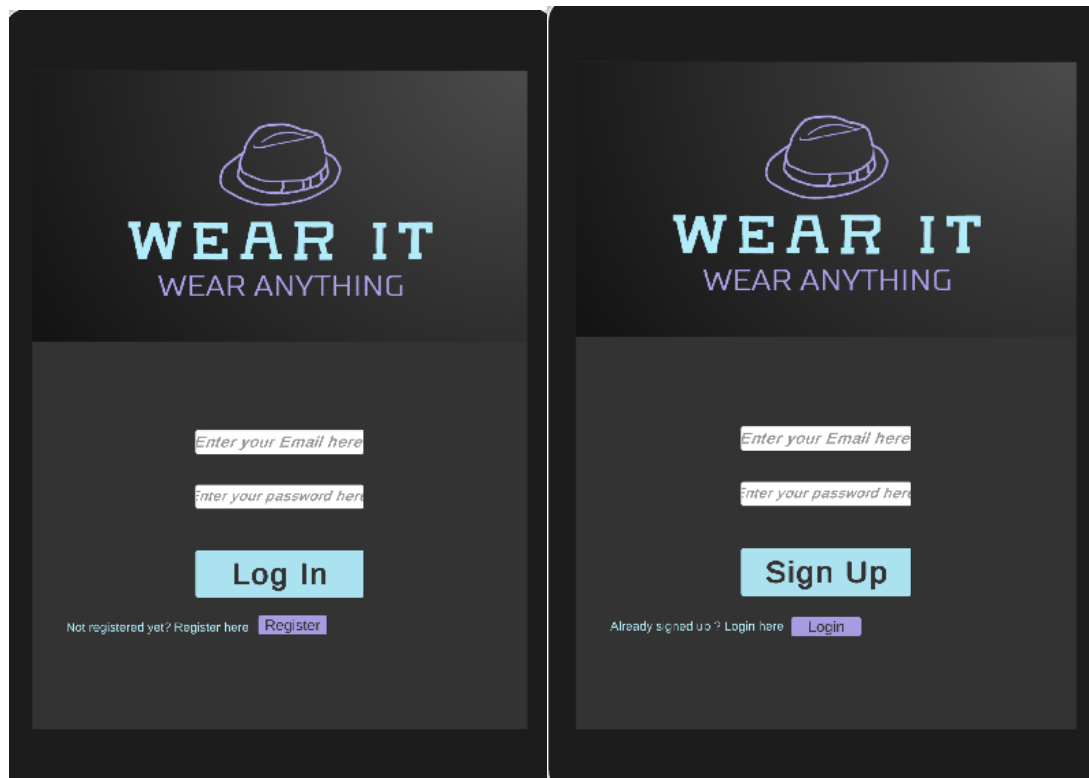 WEAR IT
WEAR ANYTHING
Enter your Email here
Enter your password here
Log In
Not registered yet? Register here Register
WEAR IT
WEAR ANYTHING
Enter your Email here
Enter your password here
Sign Up
Already signed up ? Login here Login